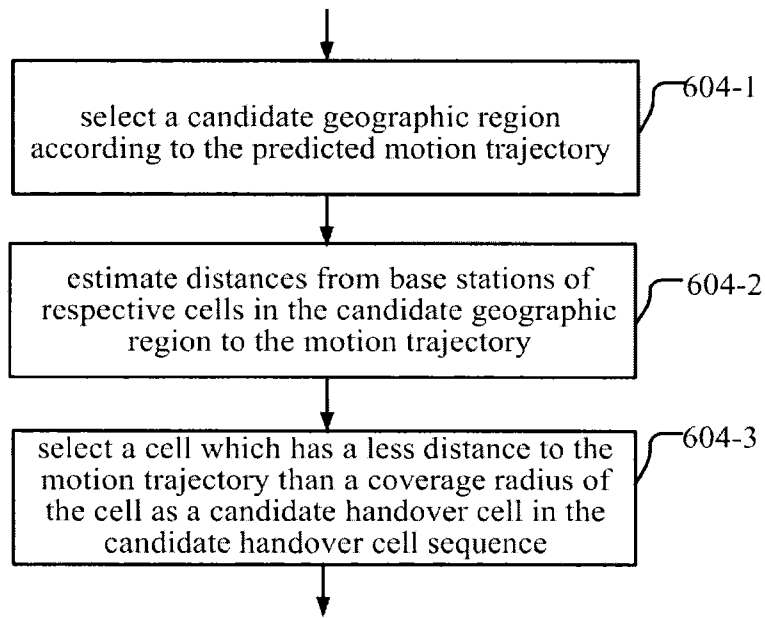 select a candidate geographic region
according to the predicted motion trajectory
604-1
estimate distances from base stations of
respective cells in the candidate geographic
region to the motion trajectory
604-2
select a cell which has a less distance to the
motion trajectory than a coverage radius of
the cell as a candidate handover cell in the
candidate handover cell sequence
604-3